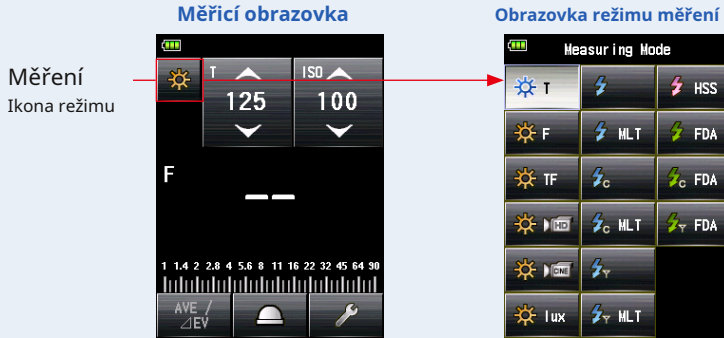 Měřicí obrazovka
Obrazovka režimu měření
Měření
Ikona režimu
T
125
ISO
100
F
1 1.4 2 2.8 4 5.6 8 11 16 22 32 45 64 90
AVE /
⊿EV
Measuring Mode
T
HSS
F
MLT
FDA
TF
C
C FDA
HD
C MLT
FDA
CINE
lux
MLT